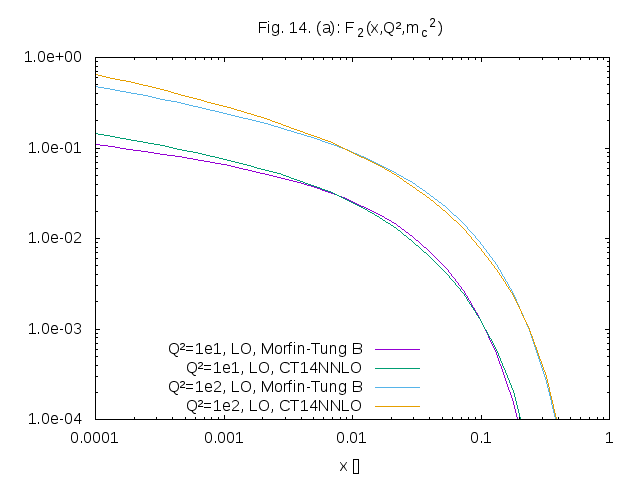 Fig. 14. (a): F₂(x,Q²,m_c²)
1.0e+00
1.0e-01
1.0e-02
1.0e-03
1.0e-04
Q²=1e1, LO, Morfin-Tung B
Q²=1e1, LO, CT14NNLO
Q²=1e2, LO, Morfin-Tung B
Q²=1e2, LO, CT14NNLO
0.0001 0.001 0.01 0.1 1
x []